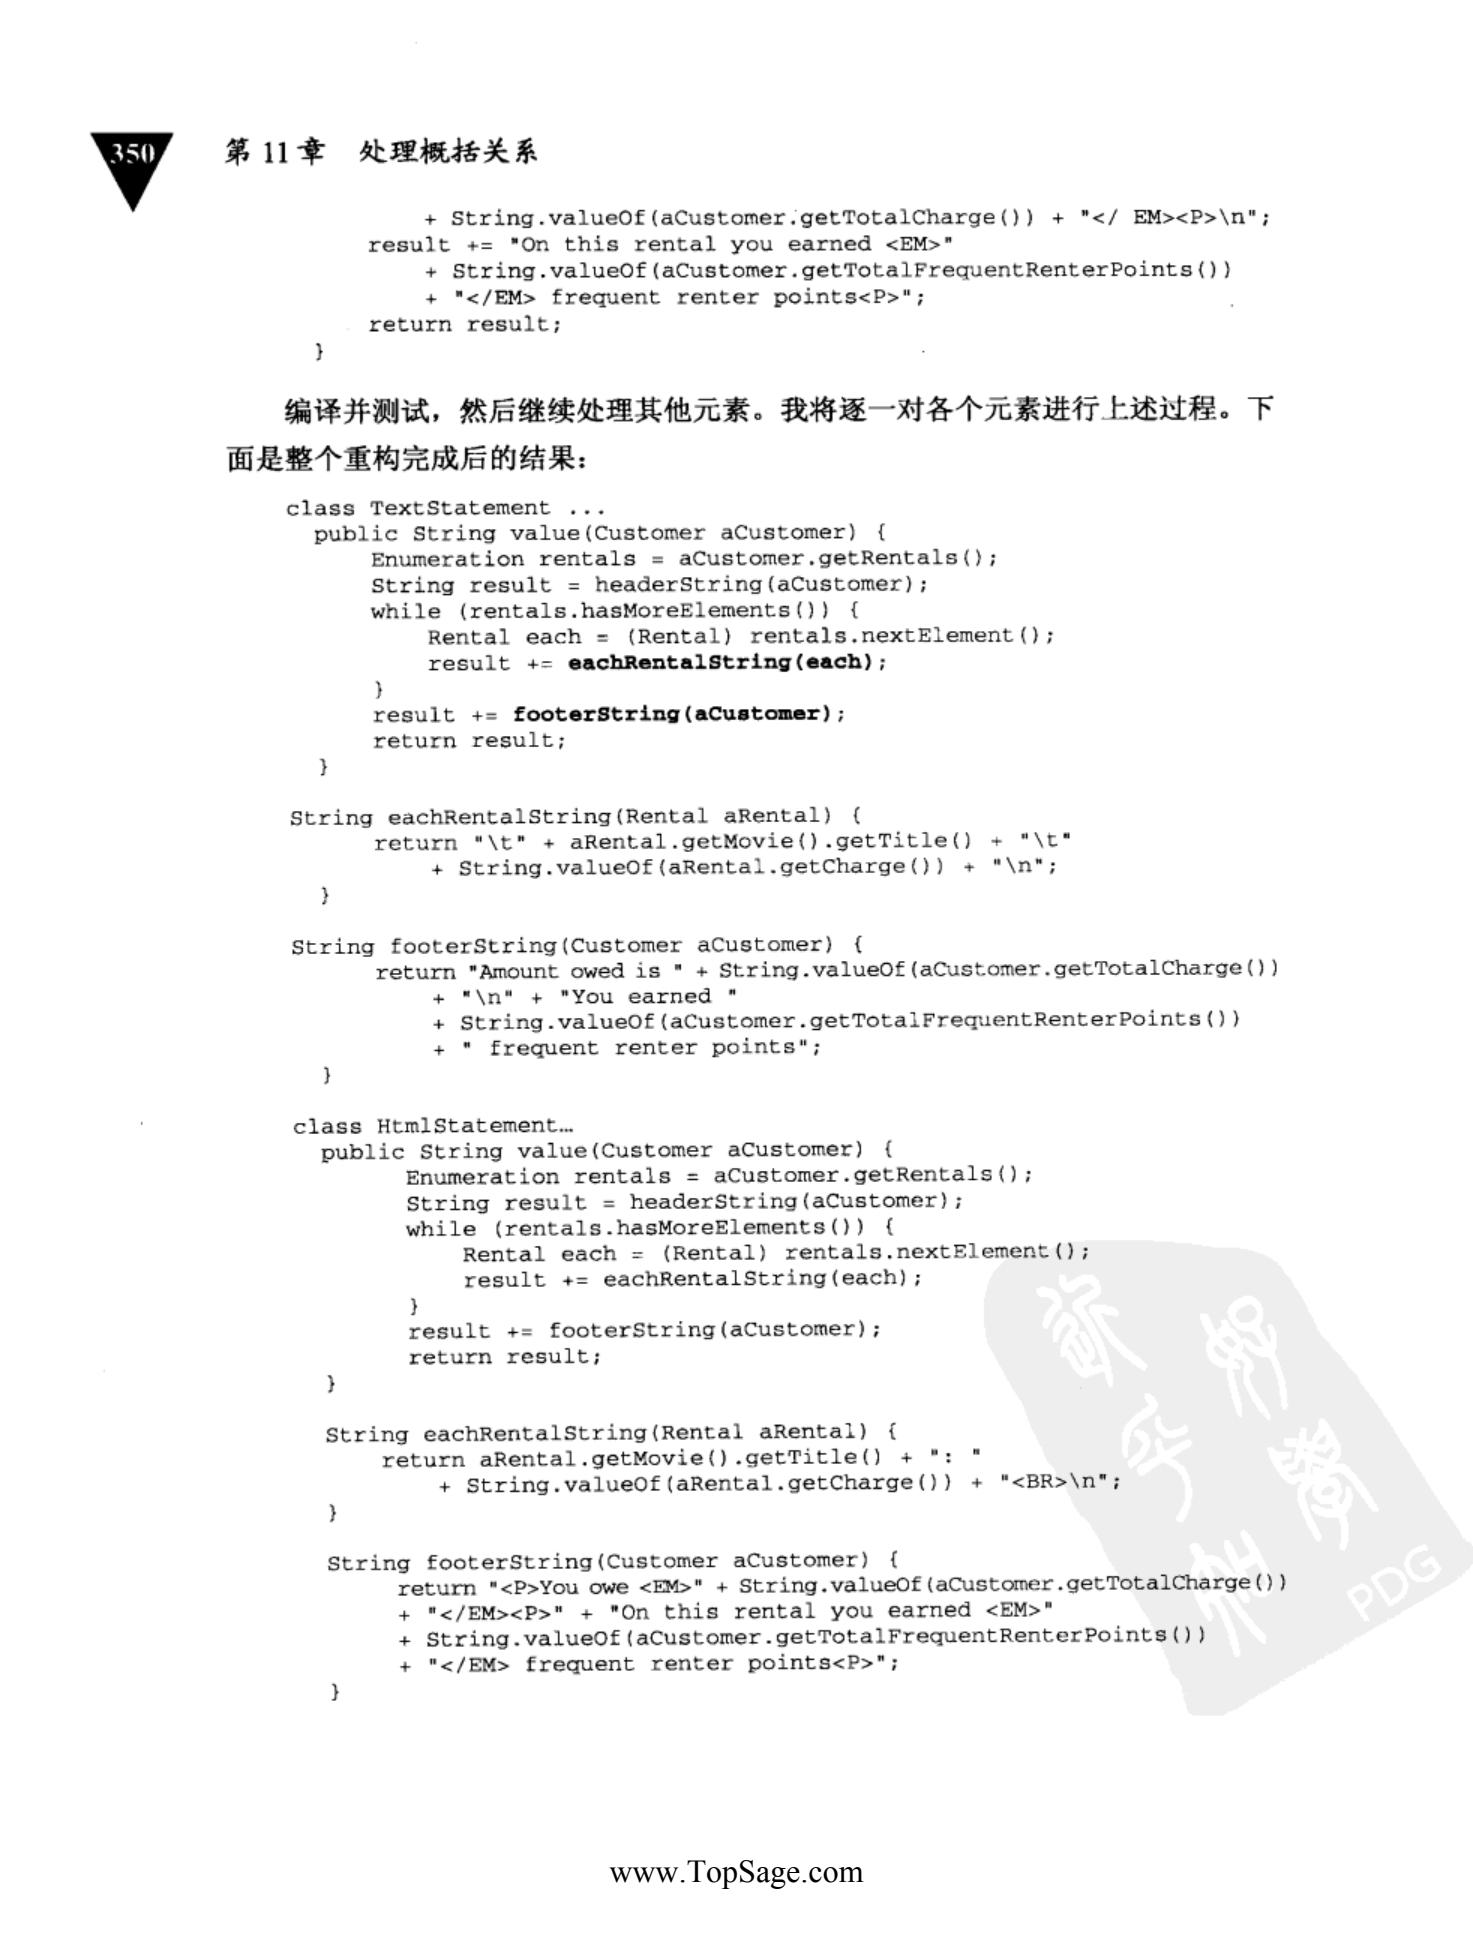 350 第 11 章 处理概括关系
+ String.valueOf(aCustomer.getTotalCharge()) + "</ EM><P>\n";
result += "On this rental you earned <EM>"
+ String.valueOf(aCustomer.getTotalFrequentRenterPoints())
+ "</EM> frequent renter points<P>";
return result;
}
编译并测试，然后继续处理其他元素。我将逐一对各个元素进行上述过程。下
面是整个重构完成后的结果：
class TextStatement ...
public String value(Customer aCustomer) {
Enumeration rentals = aCustomer.getRentals();
String result = headerString(aCustomer);
while (rentals.hasMoreElements()) {
Rental each = (Rental) rentals.nextElement();
result += eachRentalString(each);
}
result += footerString(aCustomer);
return result;
}
String eachRentalString(Rental aRental) {
return "\t" + aRental.getMovie().getTitle() + "\t"
+ String.valueOf(aRental.getCharge()) + "\n";
}
String footerString(Customer aCustomer) {
return "Amount owed is " + String.valueOf(aCustomer.getTotalCharge())
+ "\n" + "You earned "
+ String.valueOf(aCustomer.getTotalFrequentRenterPoints())
+ " frequent renter points";
}
class HtmlStatement…
public String value(Customer aCustomer) {
Enumeration rentals = aCustomer.getRentals();
String result = headerString(aCustomer);
while (rentals.hasMoreElements()) {
Rental each = (Rental) rentals.nextElement();
result += eachRentalString(each);
}
result += footerString(aCustomer);
return result;
}
String eachRentalString(Rental aRental) {
return aRental.getMovie().getTitle() + ": "
+ String.valueOf(aRental.getCharge()) + "<BR>\n";
}
String footerString(Customer aCustomer) {
return "<P>You owe <EM>" + String.valueOf(aCustomer.getTotalCharge())
+ "</EM><P>" + "On this rental you earned <EM>"
+ String.valueOf(aCustomer.getTotalFrequentRenterPoints())
+ "</EM> frequent renter points<P>";
}
PDG
www.TopSage.com